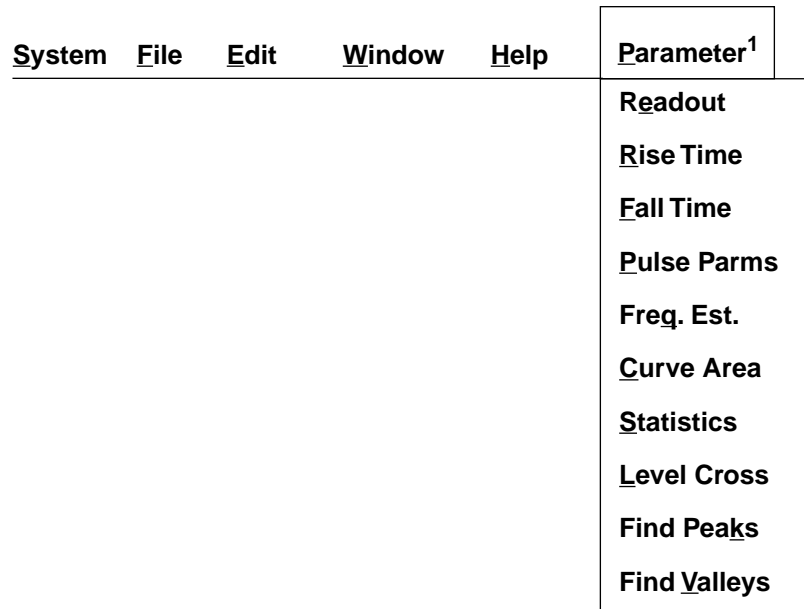 System File Edit Window Help Parameter1
Readout
Rise Time
Fall Time
Pulse Parms
Freq. Est.
Curve Area
Statistics
Level Cross
Find Peaks
Find Valleys